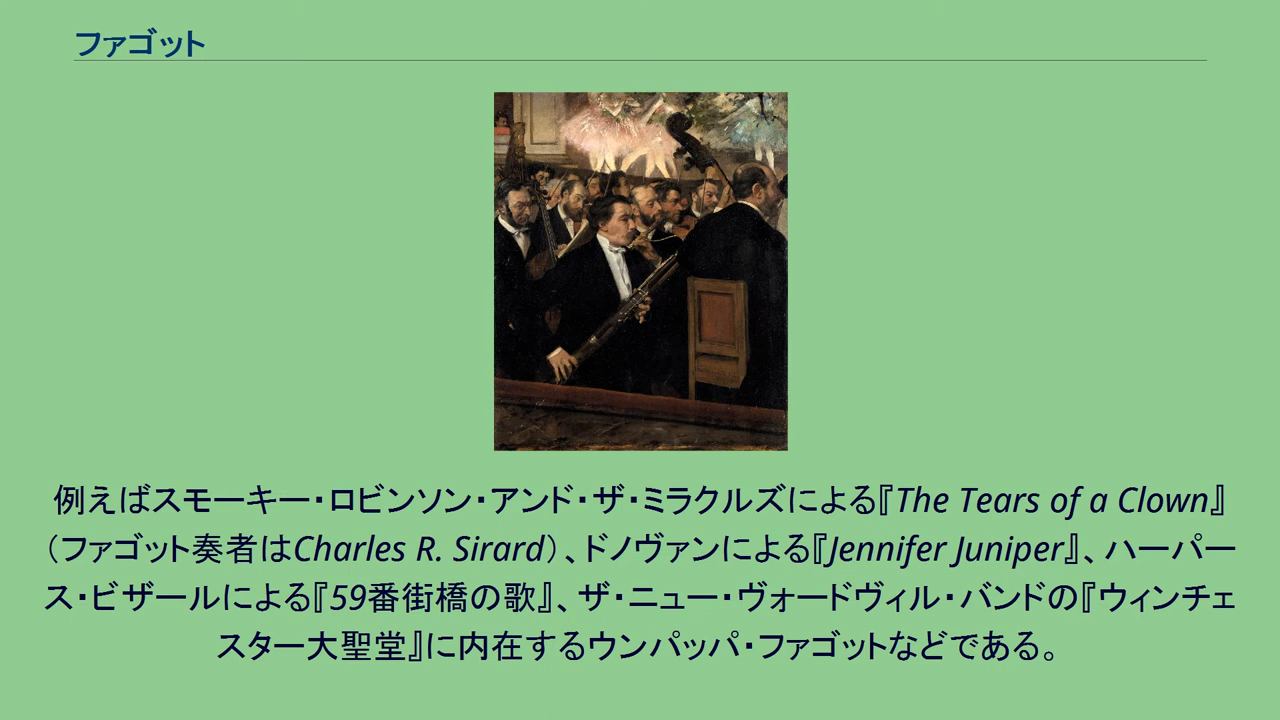 ファゴット
例えばスモーキー・ロビンソン・アンド・ザ・ミラクルズによる『The Tears of a Clown』
（ファゴット奏者はCharles R. Sirard）、ドノヴァンによる『Jennifer Juniper』、ハーパー
ス・ビザールによる『59番街橋の歌』、ザ・ニュー・ヴォードヴィル・バンドの『ウィンチェ
スター大聖堂』に内在するウンパッパ・ファゴットなどである。